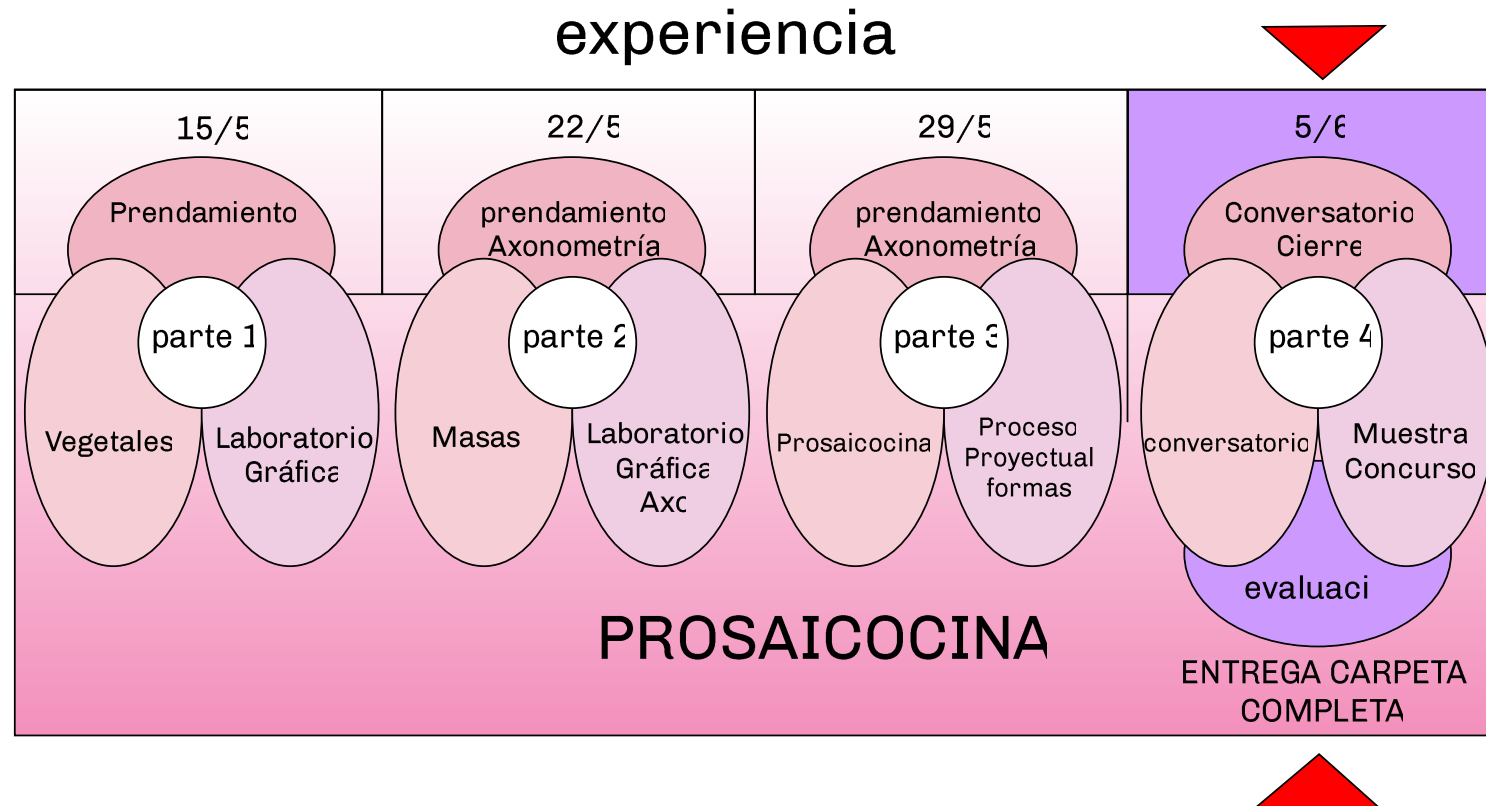 experiencia
15/5
22/5
29/5
5/6
Prendamiento
prendamiento
Axonometría
prendamiento
Axonometría
Conversatorio
Cierre
parte 1
parte 2
parte 3
parte 4
Vegetales
Laboratorio
Gráfica
Masas
Laboratorio
Gráfica
Axo
Prosaicocina
Proceso
Proyectual
formas
conversatorio
Muestra
Concurso
evaluaci
PROSAICOCINA
ENTREGA CARPETA
COMPLETA